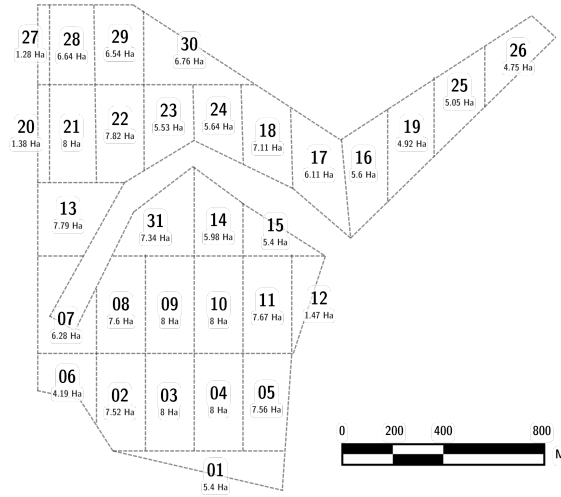 27
1.28 Ha
28
6.64 Ha
29
6.54 Ha
30
6.76 Ha
26
4.75 Ha
25
5.05 Ha
20
1.38 Ha
21
8 Ha
22
7.82 Ha
23
5.53 Ha
24
5.64 Ha
18
7.11 Ha
17
6.11 Ha
16
5.6 Ha
19
4.92 Ha
13
7.79 Ha
31
7.34 Ha
14
5.98 Ha
15
5.4 Ha
07
6.28 Ha
08
7.6 Ha
09
8 Ha
10
8 Ha
11
7.67 Ha
12
1.47 Ha
06
4.19 Ha
02
7.52 Ha
03
8 Ha
04
8 Ha
05
7.56 Ha
01
5.4 Ha
0 200 400 800
M